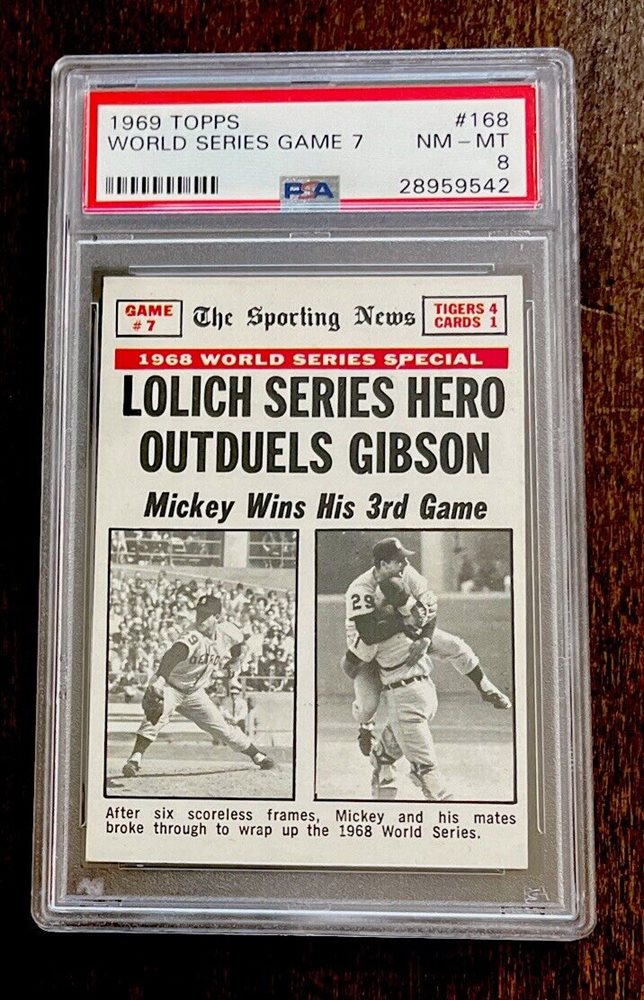 1969 TOPPS #168
WORLD SERIES GAME 7 NM - MT
8
PSA 28959542
GAME
#7
The Sporting News
TIGERS 4
CARDS 1
1968 WORLD SERIES SPECIAL
LOLICH SERIES HERO
OUTDUELS GIBSON
Mickey Wins His 3rd Game
29
After six scoreless frames, Mickey and his mates
broke through to wrap up the 1968 World Series.